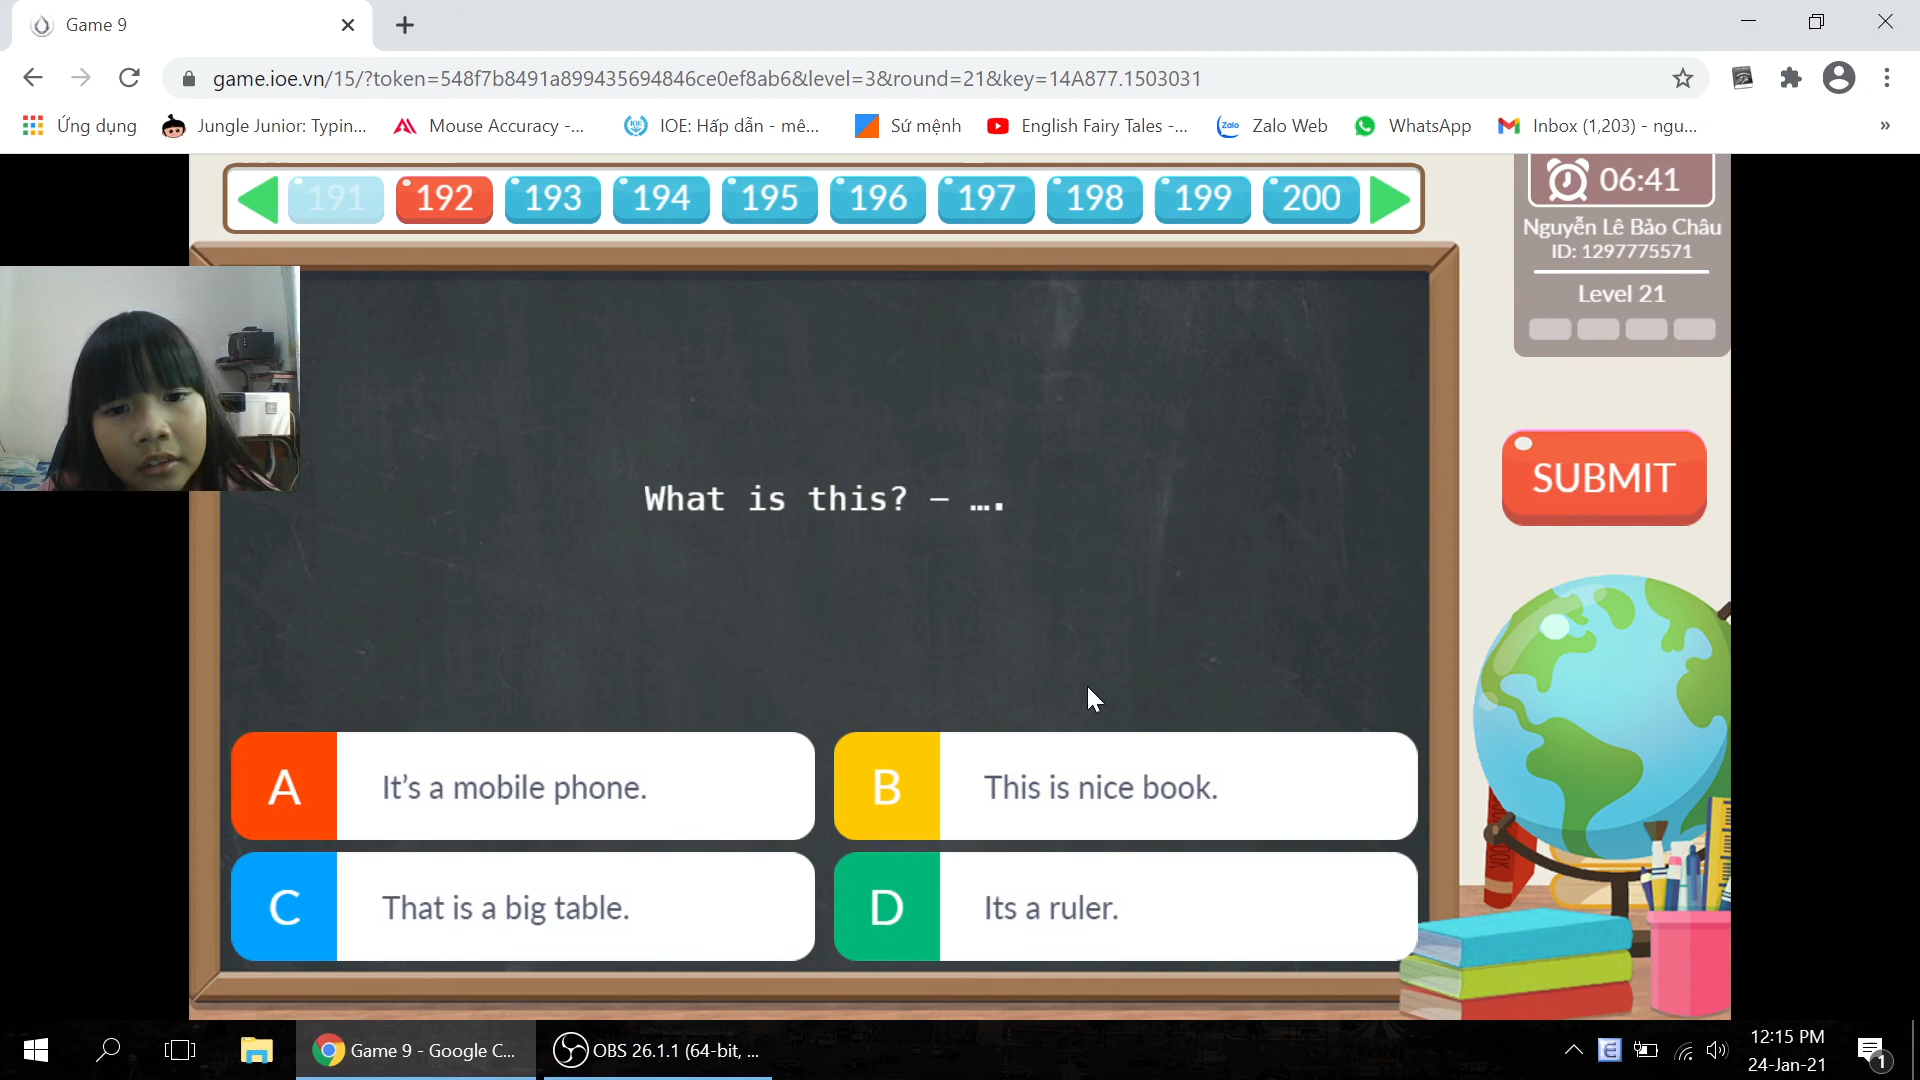 Game 9
game.ioe.vn/15/?token=548f7b8491a899435694846ce0ef8ab6&level=3&round=21&key=14A877.1503031
Ứng dụng Jungle Junior: Typin... Mouse Accuracy -... IOE: Hấp dẫn - mê... Sứ mệnh English Fairy Tales -... Zalo Web WhatsApp Inbox (1,203) - ngu... »
191 192 193 194 195 196 197 198 199 200
06:41
Nguyễn Lê Bảo Châu
ID: 1297775571
Level 21
SUBMIT
What is this? – ….
A It’s a mobile phone.
B This is nice book.
C That is a big table.
D Its a ruler.
Game 9 - Google C...
OBS 26.1.1 (64-bit, ...
12:15 PM
24-Jan-21
1